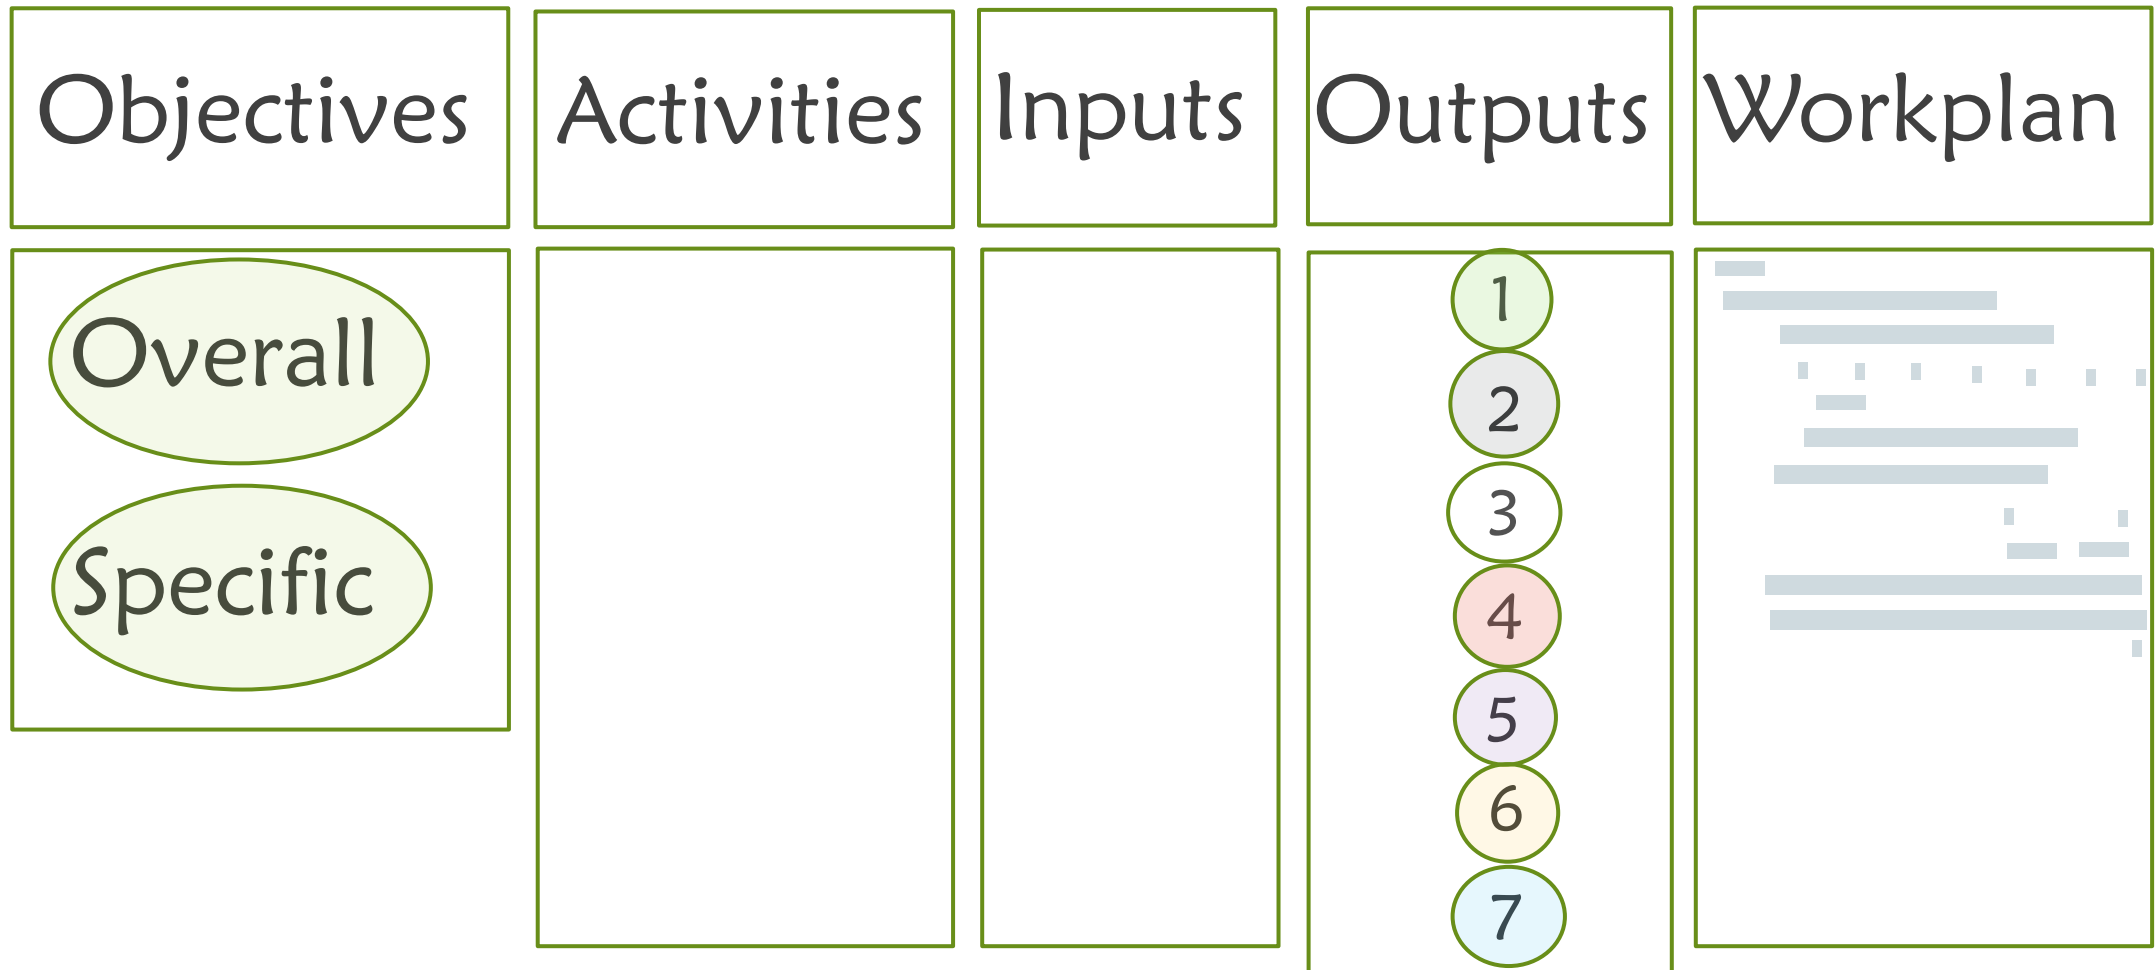 Objectives
Activities
Inputs
Outputs
Workplan
Overall
Specific
1
2
3
4
5
6
7